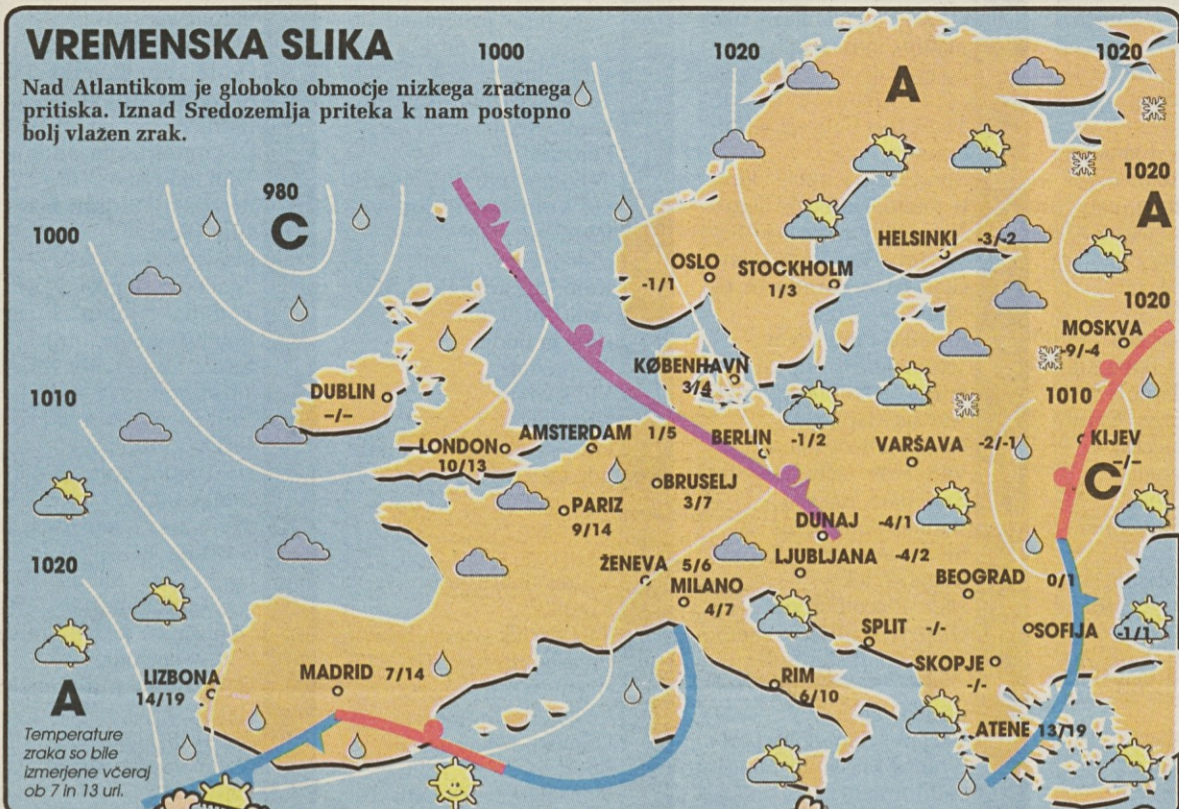 VREMENSKA SLIKA
Nad Atlantikom je globoko območje nizkega zračnega
pritiska. Iznad Sredozemlja priteka k nam postopno
bolj vlažen zrak.
1000
1020
1020
A
980
C
1000
1020
A
HELSINKI -3/-2
OSLO
-1/1
STOCKHOLM
1/3
1020
MOSKVA
-9/-4
KØBENHAVN
3/4
DUBLIN
-/-
1010
1010
LONDON
10/13
AMSTERDAM 1/5
BERLIN -1/2
VARŠAVA -2/-1
KIJEV
-/-
C
BRUSELJ
3/7
PARIZ
9/14
DUNAJ -4/1
LJUBLJANA -4/2
1020
ŽENEVA 5/6
MILANO
4/7
BEOGRAD 0/1
SPLIT -/-
SOFIJA -1/1
SKOPJE
-/-
LIZBONA
14/19
MADRID 7/14
RIM
6/10
A
ATENE 13/19
Temperature
zraka so bile
izmerjene včeraj
ob 7 in 13 uri.